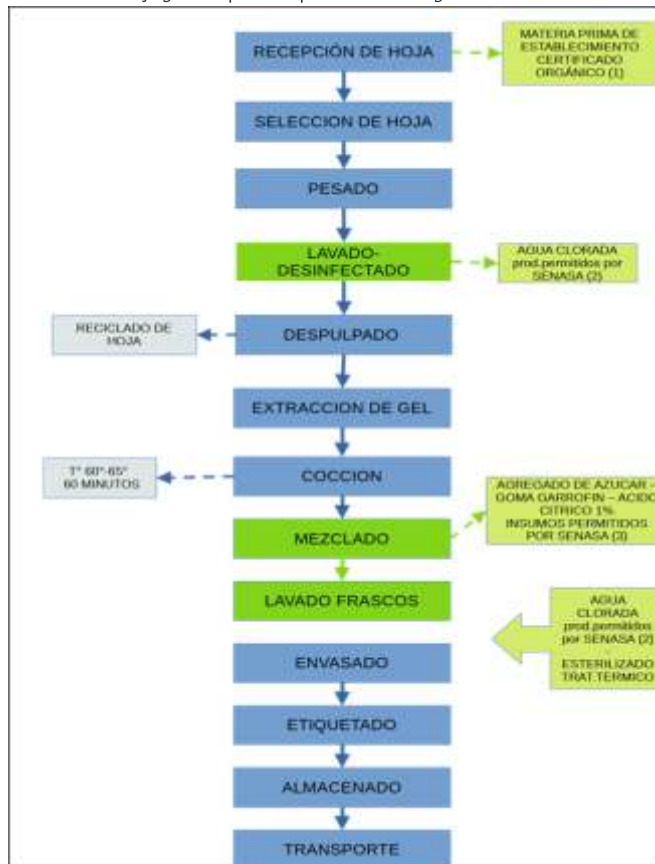 RECEPCIÓN DE HOJA
MATERIA PRIMA DE
ESTABLECIMIENTO
CERTIFICADO
ORGÁNICO (1)
SELECCION DE HOJA
PESADO
LAVADO-
DESINFECTADO
AGUA CLORADA
prod.permitidos por
SENASA (2)
RECICLADO DE
HOJA
DESPULPADO
EXTRACCION DE GEL
Tº 60º-65º
60 MINUTOS
COCCION
AGREGADO DE AZUCAR -
GOMA GARROFIN – ACIDO
CITRICO 1%
INSUMOS PERMITIDOS
POR SENASA (3)
MEZCLADO
LAVADO FRASCOS
AGUA
CLORADA
prod.permitidos
por SENASA (2)
-
ESTERILIZADO
TRAT.TERMICO
ENVASADO
ETIQUETADO
ALMACENADO
TRANSPORTE